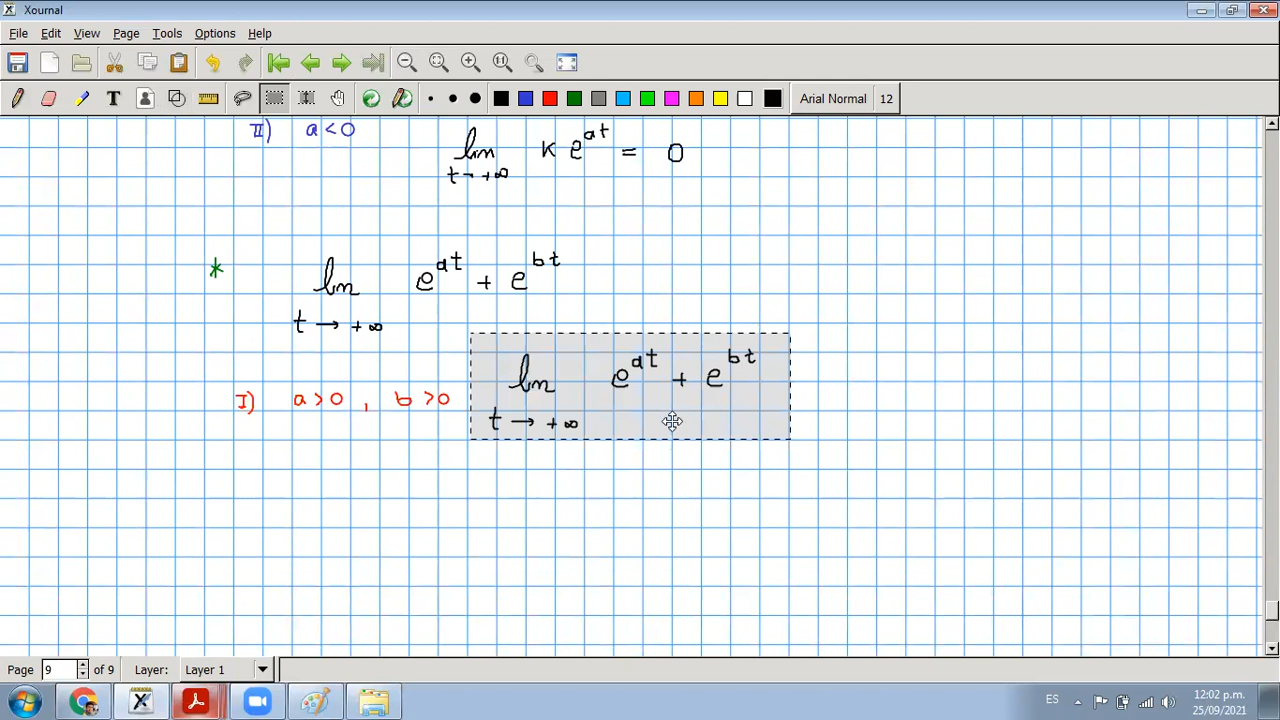 Xournal
File Edit View Page Tools Options Help
Arial Normal 12
II) a < 0 lim K e^{at} = 0
t → +∞
* lim e^{at} + e^{bt}
t → +∞
I) a > 0 , b > 0 lim e^{at} + e^{bt}
t → +∞
Page 9 of 9 Layer: Layer 1
ES 12:02 p.m.
25/09/2021